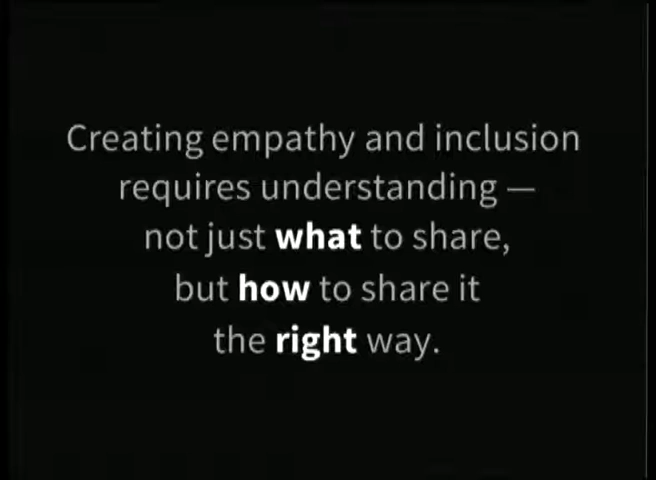 Creating empathy and inclusion
requires understanding —
not just what to share,
but how to share it
the right way.